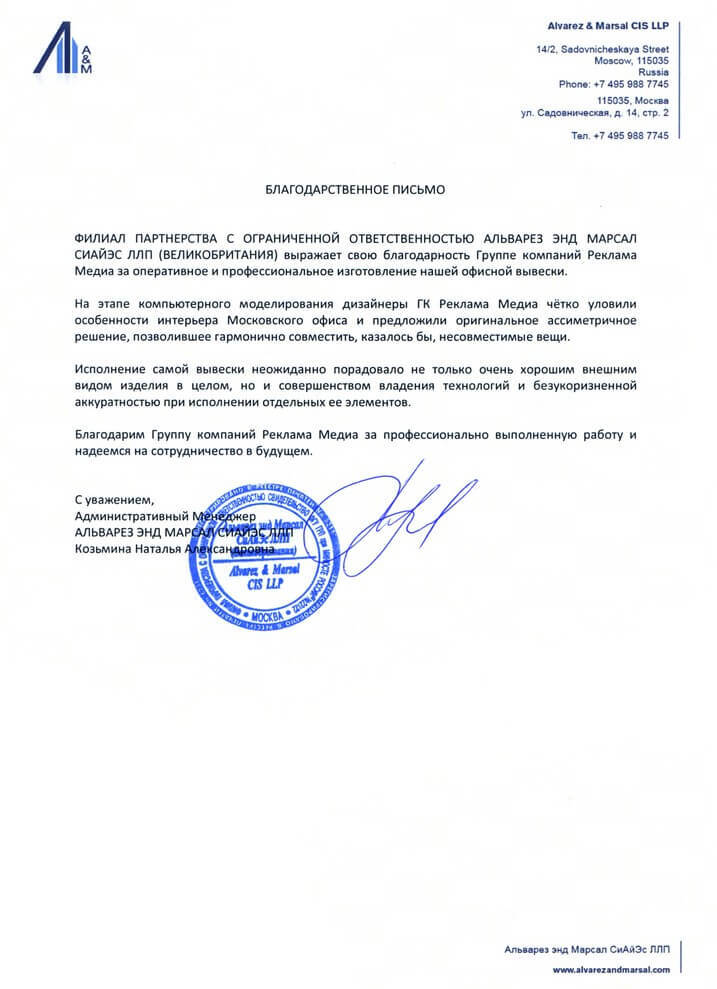 A&M
Alvarez & Marsal CIS LLP
14/2, Sadovnicheskaya Street
Moscow, 115035
Russia
Phone: +7 495 988 7745
115035, Москва
ул. Садовническая, д. 14, стр. 2
Тел. +7 495 988 7745
БЛАГОДАРСТВЕННОЕ ПИСЬМО
ФИЛИАЛ ПАРТНЕРСТВА С ОГРАНИЧЕННОЙ ОТВЕТСТВЕННОСТЬЮ АЛЬВАРЕЗ ЭНД МАРСАЛ
СИАЙЭС ЛЛП (ВЕЛИКОБРИТАНИЯ) выражает свою благодарность Группе компаний Реклама
Медиа за оперативное и профессиональное изготовление нашей офисной вывески.
На этапе компьютерного моделирования дизайнеры ГК Реклама Медиа чётко уловили
особенности интерьера Московского офиса и предложили оригинальное ассиметричное
решение, позволившее гармонично совместить, казалось бы, несовместимые вещи.
Исполнение самой вывески неожиданно порадовало не только очень хорошим внешним
видом изделия в целом, но и совершенством владения технологий и безукоризненной
аккуратностью при исполнении отдельных ее элементов.
Благодарим Группу компаний Реклама Медиа за профессионально выполненную работу и
надеемся на сотрудничество в будущем.
С уважением,
Административный Менеджер
АЛЬВАРЕЗ ЭНД МАРСАЛ СИАЙЭС ЛЛП
Козьмина Наталья Александровна
Альварез энд Марсал
СиАйЭс ЛЛП
(Великобритания)
Alvarez & Marsal
CIS LLP
МОСКВА
Альварез энд Марсал СиАйЭс ЛЛП
www.alvarezandmarsal.com